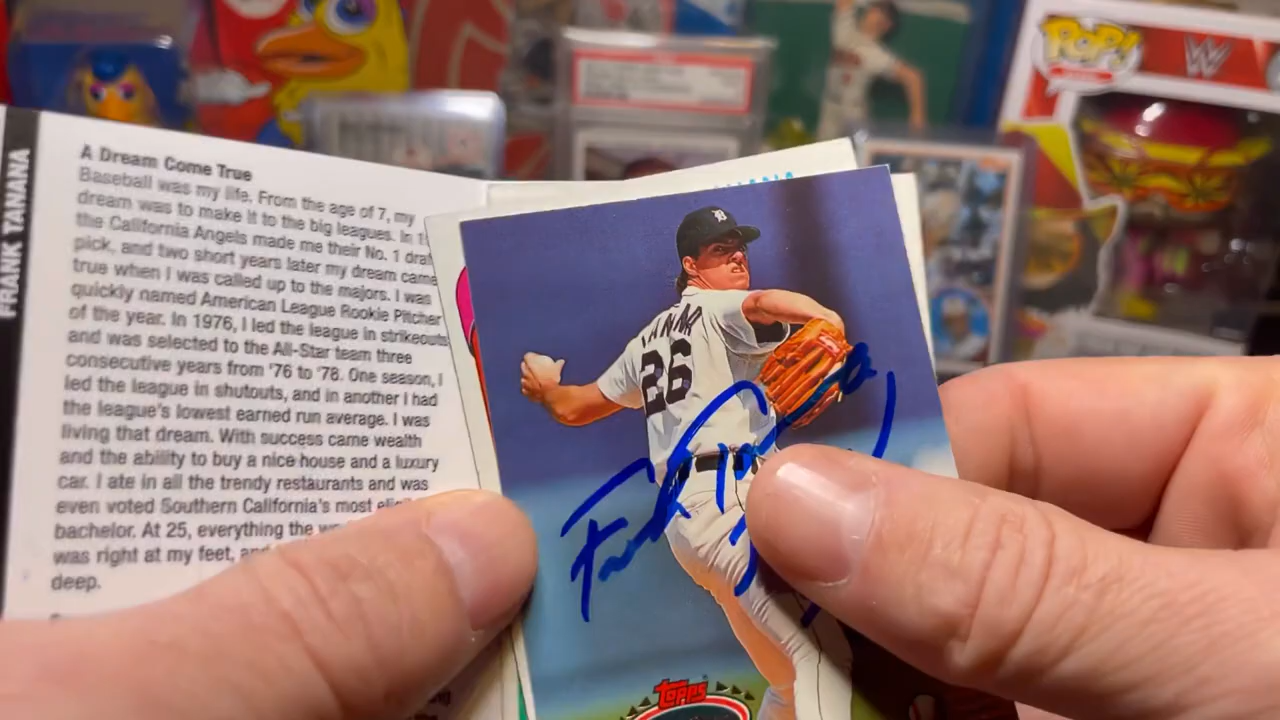 FRANK TANANA
A Dream Come True
Baseball was my life. From the age of 7, my
dream was to make it to the big leagues. In
the California Angels made me their No. 1
pick, and two short years later my dream came
true when I was called up to the majors. I was
quickly named American League Rookie Pitcher
of the year. In 1976, I led the league in strikeouts
and was selected to the All-Star team three
consecutive years from '76 to '78. One season, I
led the league in shutouts, and in another I had
the league's lowest earned run average. I was
living that dream. With success came wealth
and the ability to buy a nice house and a luxury
car. I ate in all the trendy restaurants and was
even voted Southern California's most
bachelor. At 25, everything the
was right at my feet,
deep.
TANANA
26
Frank Tanana
Topps
POP!
W